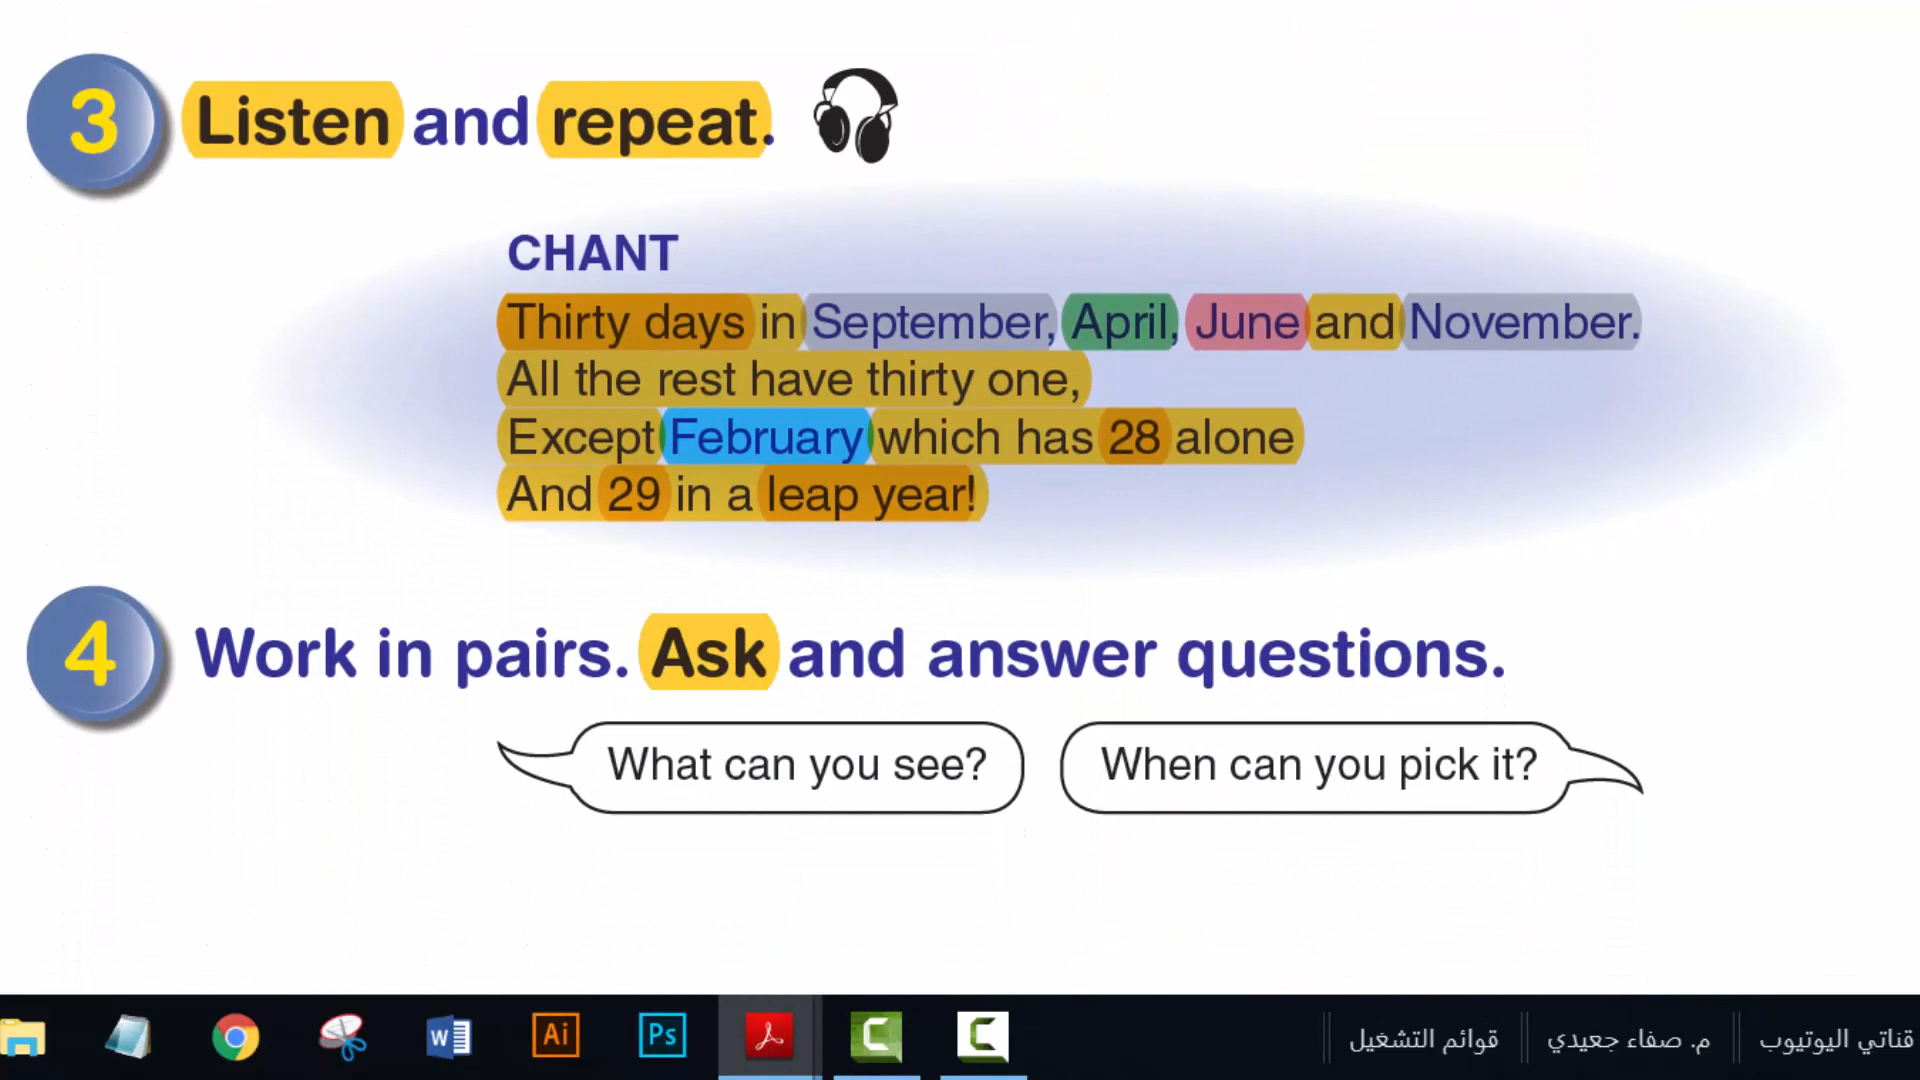 3 Listen and repeat.
CHANT
Thirty days in September, April, June and November.
All the rest have thirty one,
Except February which has 28 alone
And 29 in a leap year!
4 Work in pairs. Ask and answer questions.
What can you see?
When can you pick it?
W Ai Ps C C قوائم التشغيل م. صفاء جعيدي قناتي اليوتيوب